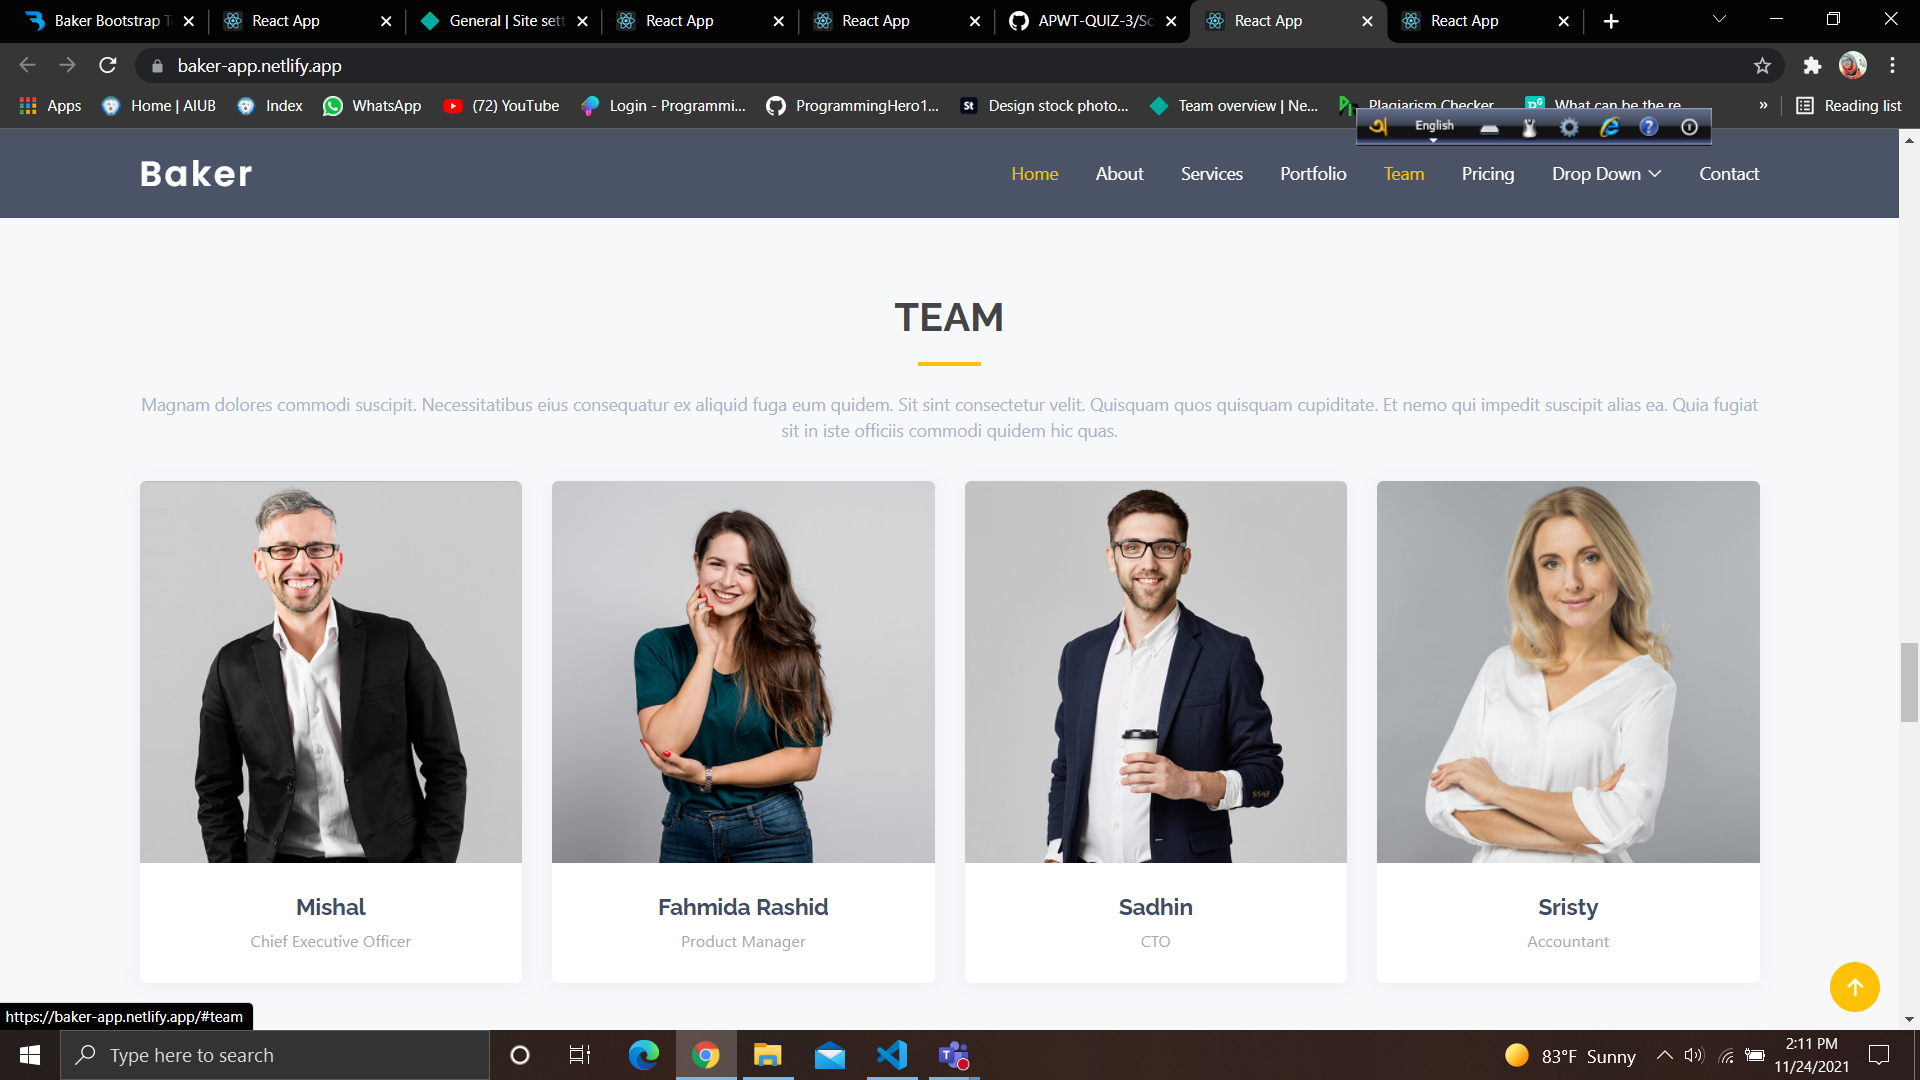 Baker Bootstrap T
React App
General | Site sett
React App
React App
APWT-QUIZ-3/Sc
React App
React App
baker-app.netlify.app
Apps
Home | AIUB
Index
WhatsApp
(72) YouTube
Login - Programmi...
ProgrammingHero1...
St
Design stock photo...
Team overview | Ne...
Plagiarism Checker
What can be the re
»
Reading list
English
Baker
Home
About
Services
Portfolio
Team
Pricing
Drop Down
Contact
TEAM
Magnam dolores commodi suscipit. Necessitatibus eius consequatur ex aliquid fuga eum quidem. Sit sint consectetur velit. Quisquam quos quisquam cupiditate. Et nemo qui impedit suscipit alias ea. Quia fugiat
sit in iste officiis commodi quidem hic quas.
Mishal
Chief Executive Officer
Fahmida Rashid
Product Manager
Sadhin
CTO
Sristy
Accountant
https://baker-app.netlify.app/#team
Type here to search
83°F Sunny
2:11 PM
11/24/2021